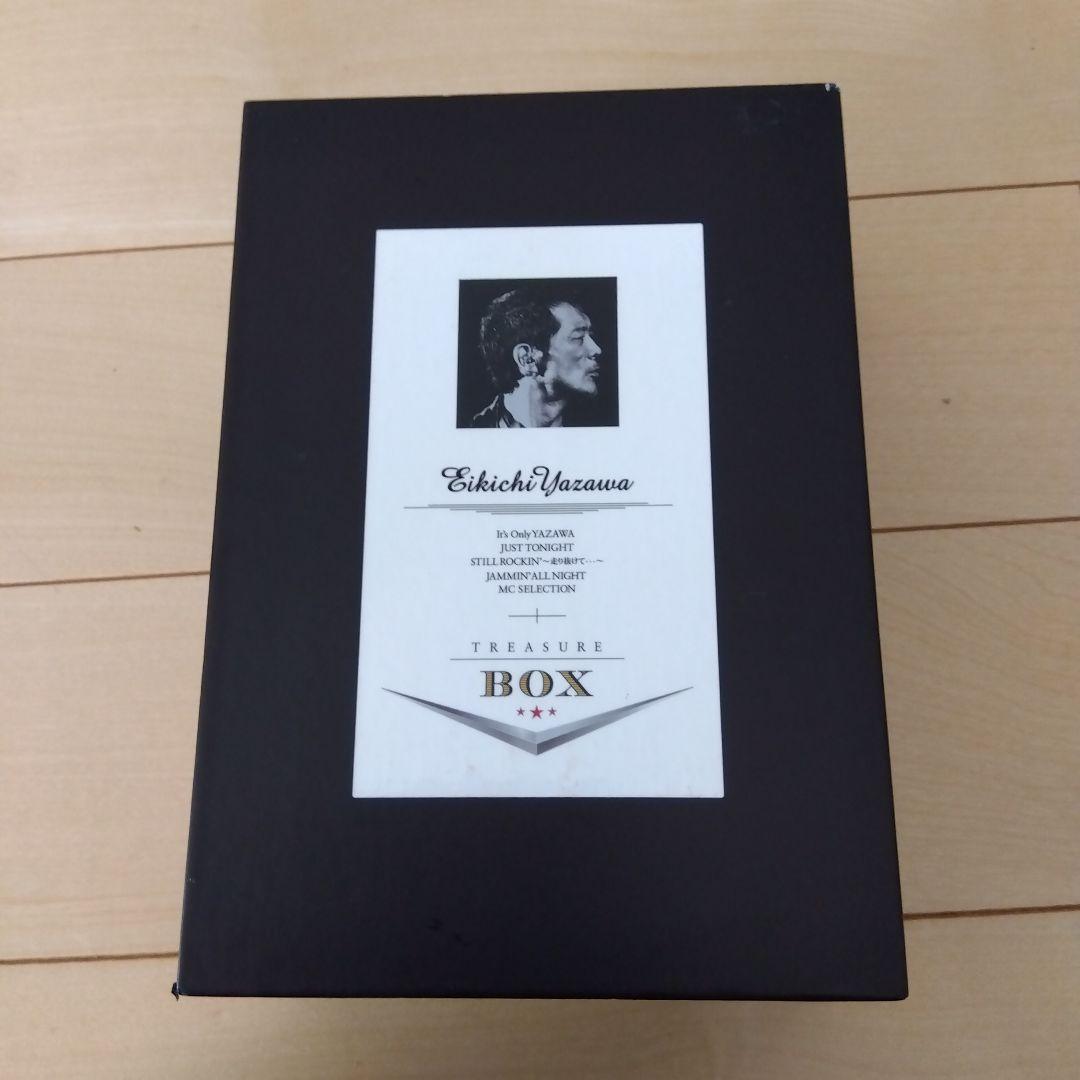 Eikichi Yazawa
It's Only YAZAWA
JUST TONIGHT
STILL ROCKIN'～走り抜けて･･･～
JAMMIN' ALL NIGHT
MC SELECTION
TREASURE
BOX